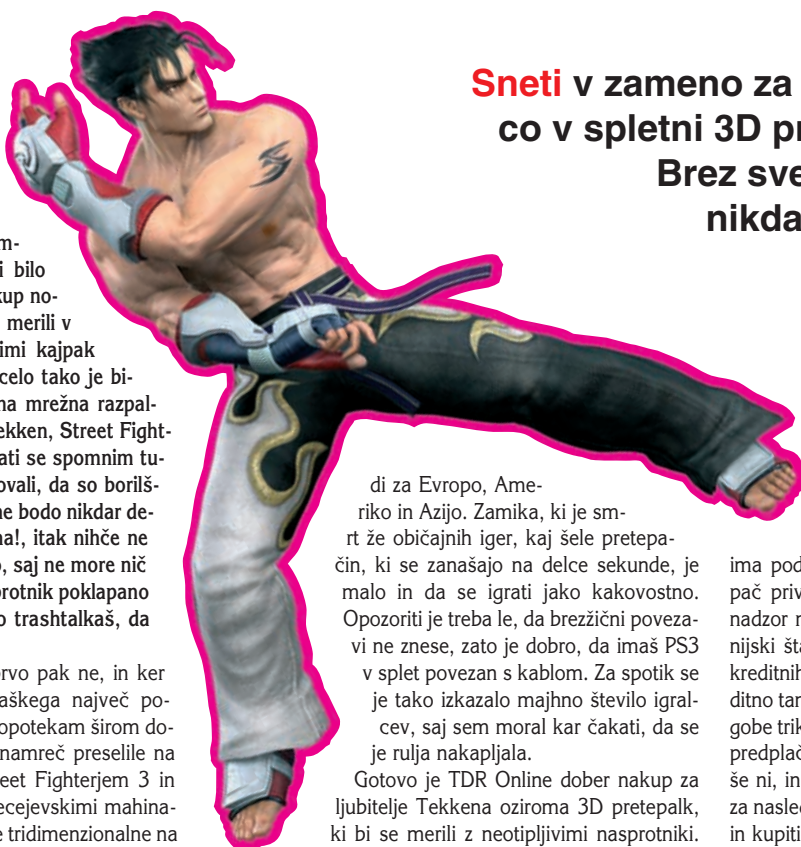 Sneti v zameno za
co v spletni 3D
Brez
m-
i bilo
kup no-
merili v
imi kajpak
celo tako je bi-
na mrežna razpal-
ekken, Street Fight-
ati se spomnim tu-
ovali, da so borilš-
ne bodo nikdar de-
na!, itak nihče ne
o, saj ne more nič
protnik poklapano
o trashtalkaš, da
rvo pak ne, in ker
aškega največ po-
opotekam širom do-
namreč preselile na
eet Fighterjem 3 in
ecejevskimi mahina-
e tridimenzionalne na
di za Evropo, Ame-
riko in Azijo. Zamika, ki je sm-
rt že običajnih iger, kaj šele pretepa-
čin, ki se zanašajo na delce sekunde, je
malo in da se igrati jako kakovostno.
Opozoriti je treba le, da brezžični poveza-
vi ne znese, zato je dobro, da imaš PS3
v splet povezan s kablom. Za spotik se
je tako izkazalo majhno število igral-
cev, saj sem moral kar čakati, da se
je rulja nakapljala.
Gotovo je TDR Online dober nakup za
ljubitelje Tekkena oziroma 3D pretepalk,
ki bi se merili z neotipljivimi nasprotniki.
ima pod
pač priv
nadzor
nijski šta
kreditnih
ditno tar
gobe trik
predplač
še ni, in
za nasled
in kupiti